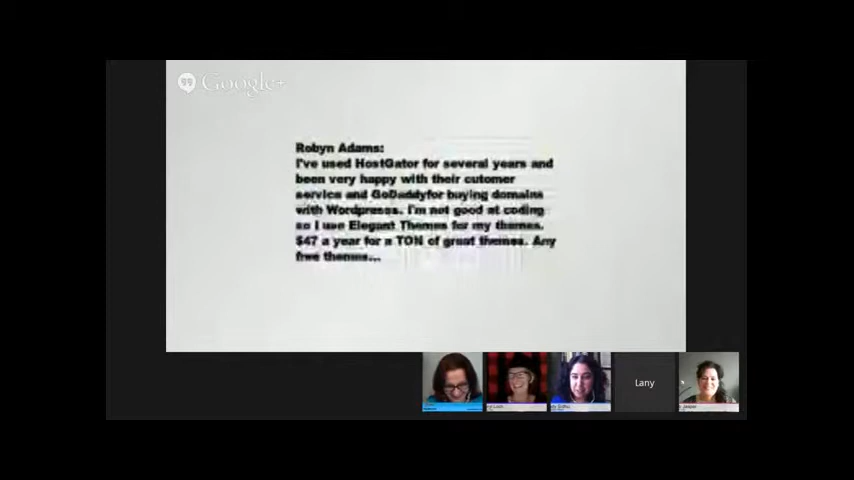 Google+
Robyn Adams:
I've used HostGator for several years and
been very happy with their cutomer
service and GoDaddyfor buying domains
with Wordpresss. I'm not good at coding
so I use Elegant Themes for my themes.
$47 a year for a TON of great themes. Any
free themes...
Lany